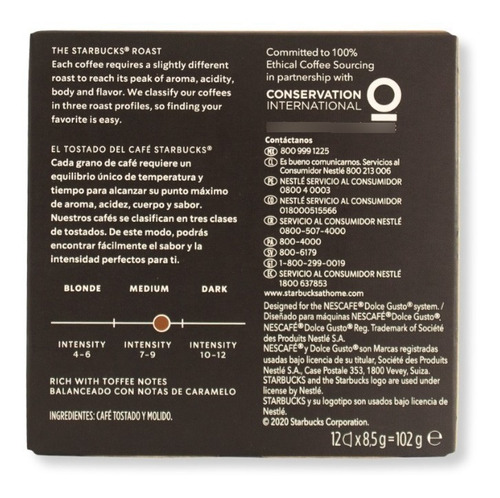 THE STARBUCKS® ROAST
Each coffee requires a slightly different
roast to reach its peak of aroma, acidity,
body and flavor. We classify our coffees
in three roast profiles, so finding your
favorite is easy.
EL TOSTADO DEL CAFÉ STARBUCKS®
Cada grano de café requiere un
equilibrio único de temperatura y
tiempo para alcanzar su punto máximo
de aroma, acidez, cuerpo y sabor.
Nuestros cafés se clasifican en tres clases
de tostados. De este modo, podrás
encontrar fácilmente el sabor y la
intensidad perfectos para ti.
BLONDE MEDIUM DARK
INTENSITY INTENSITY INTENSITY
4-6 7-9 10-12
RICH WITH TOFFEE NOTES
BALANCEADO CON NOTAS DE CARAMELO
INGREDIENTES: CAFÉ TOSTADO Y MOLIDO.
Committed to 100%
Ethical Coffee Sourcing
in partnership with
CONSERVATION
INTERNATIONAL
Contáctanos
MX 800 999 1225
CL Es bueno comunicarnos. Servicios al
Consumidor Nestlé 800 213 006
PE NESTLÉ SERVICIO AL CONSUMIDOR
0800 4 0003
CO NESTLÉ SERVICIO AL CONSUMIDOR
018000515566
CR SERVICIO AL CONSUMIDOR NESTLÉ
0800-507-4000
PA 800-4000
SV 800-6179
GT 1-800-299-0019
EC SERVICIO AL CONSUMIDOR NESTLÉ
1800 637853
www.starbucksathome.com
Designed for the NESCAFÉ®Dolce Gusto® system. /
Diseñado para máquinas NESCAFÉ®Dolce Gusto®.
NESCAFÉ®Dolce Gusto® Reg. Trademark of Société
des Produits Nestlé S.A.
NESCAFÉ®y Dolce Gusto® son Marcas registradas
usadas bajo licencia de su titular, Société des Produits
Nestlé S.A., Case Postale 353, 1800 Vevey, Suiza.
STARBUCKS and the Starbucks logo are used under
license by Nestlé.
STARBUCKS y su logotipo son usados bajo licencia de
Nestlé.
© 2020 Starbucks Corporation.
12 x 8,5g = 102 g e